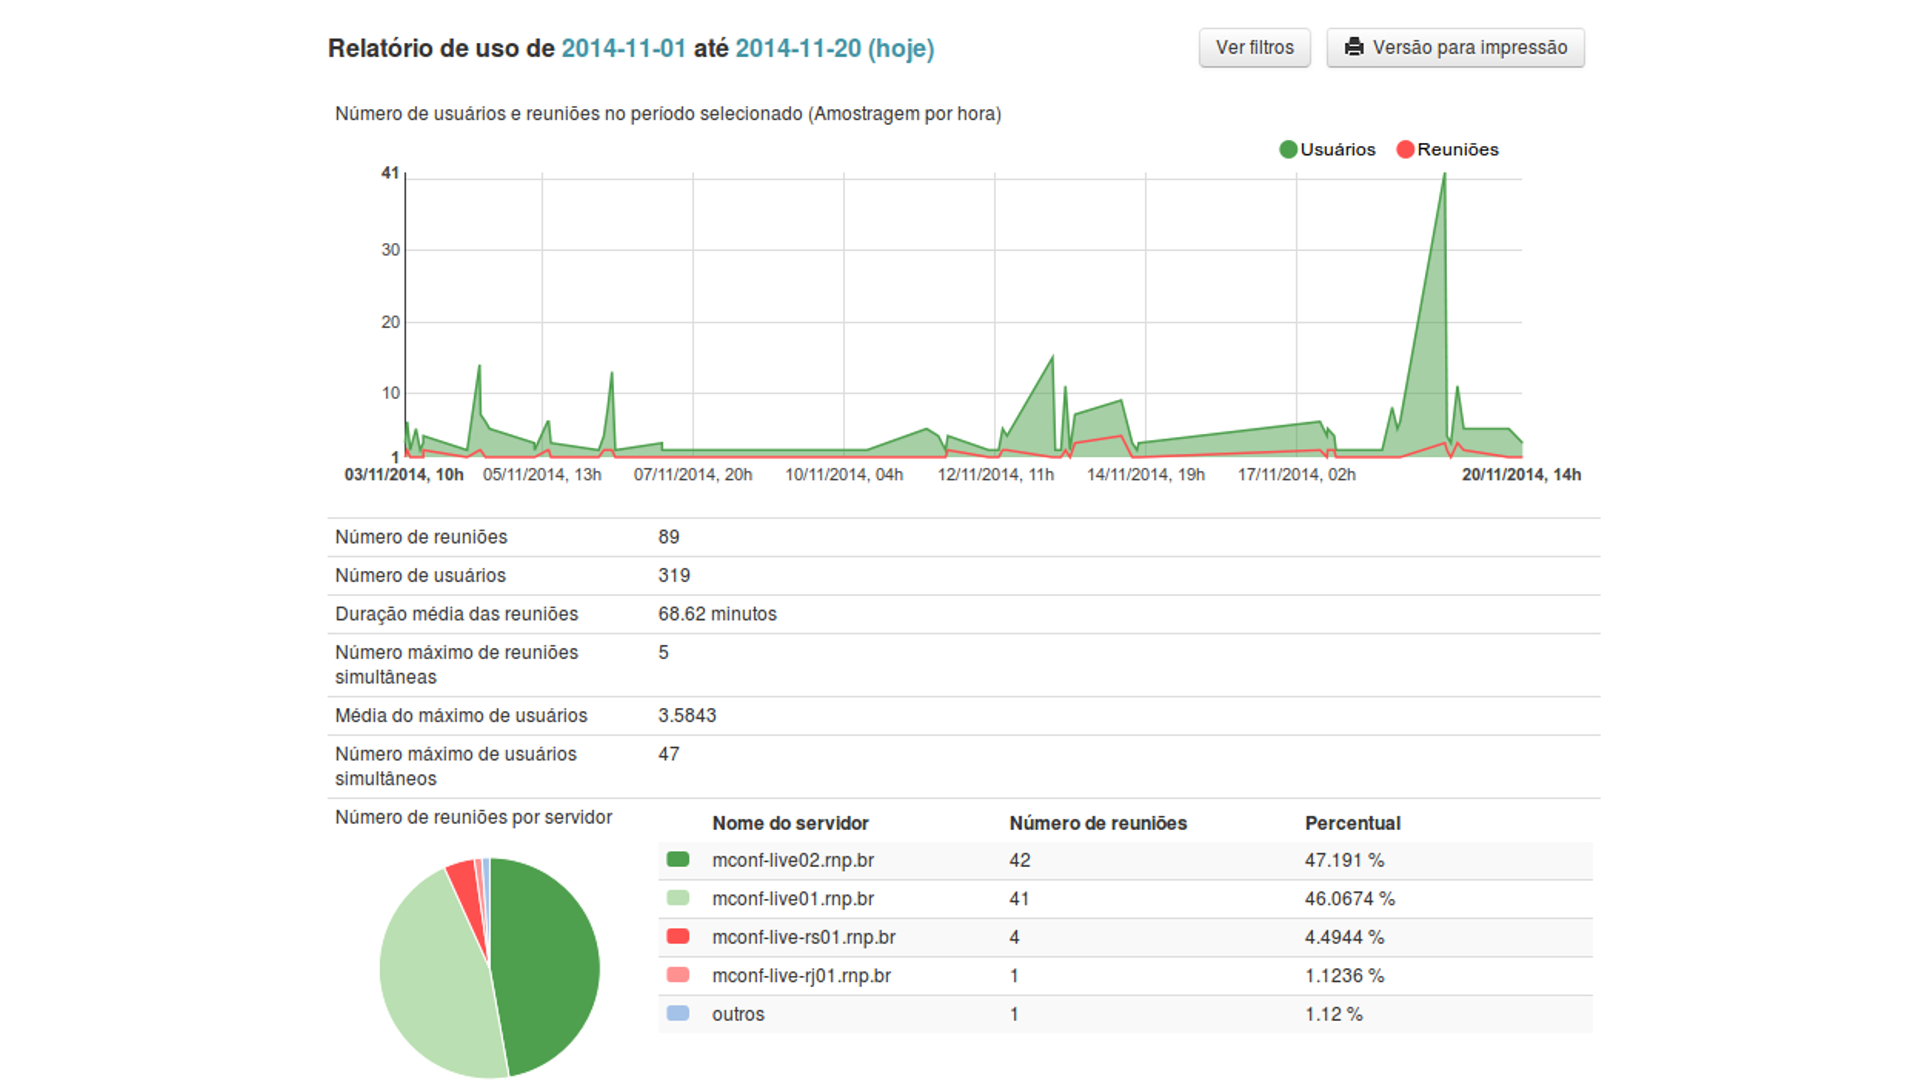 Relatório de uso de 2014-11-01 até 2014-11-20 (hoje)
Ver filtros
Versão para impressão
Número de usuários e reuniões no período selecionado (Amostragem por hora)
Usuários
Reuniões
41
30
20
10
1
03/11/2014, 10h
05/11/2014, 13h
07/11/2014, 20h
10/11/2014, 04h
12/11/2014, 11h
14/11/2014, 19h
17/11/2014, 02h
20/11/2014, 14h
Número de reuniões 89
Número de usuários 319
Duração média das reuniões 68.62 minutos
Número máximo de reuniões 5
simultâneas
Média do máximo de usuários 3.5843
Número máximo de usuários 47
simultâneos
Número de reuniões por servidor
Nome do servidor Número de reuniões Percentual
mconf-live02.rnp.br 42 47.191 %
mconf-live01.rnp.br 41 46.0674 %
mconf-live-rs01.rnp.br 4 4.4944 %
mconf-live-rj01.rnp.br 1 1.1236 %
outros 1 1.12 %